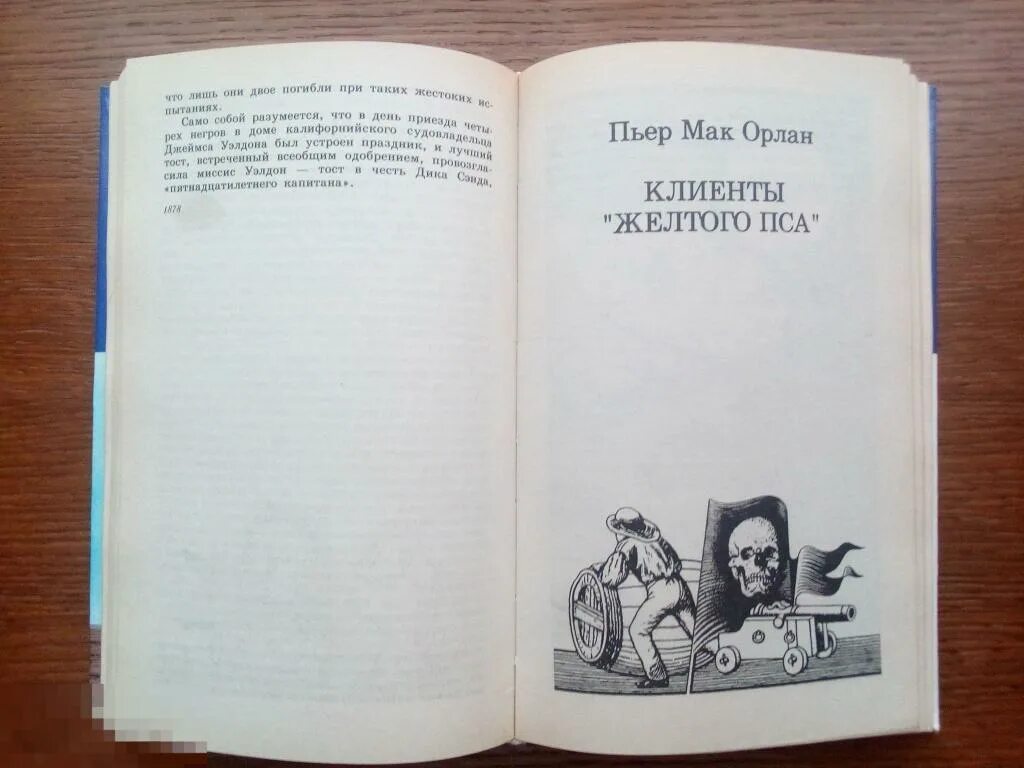 что лишь они двое погибли при таких жестоких ис-
пытаниях.
Само собой разумеется, что в день приезда четы-
рех негров в доме калифорнийского судовладельца
Джеймса Уэлдона был устроен праздник, и лучший
тост, встреченный всеобщим одобрением, провозгла-
сила миссис Уэлдон — тост в честь Дика Сэнда,
«пятнадцатилетнего капитана».
1878
Пьер Мак Орлан
КЛИЕНТЫ
"ЖЕЛТОГО ПСА"